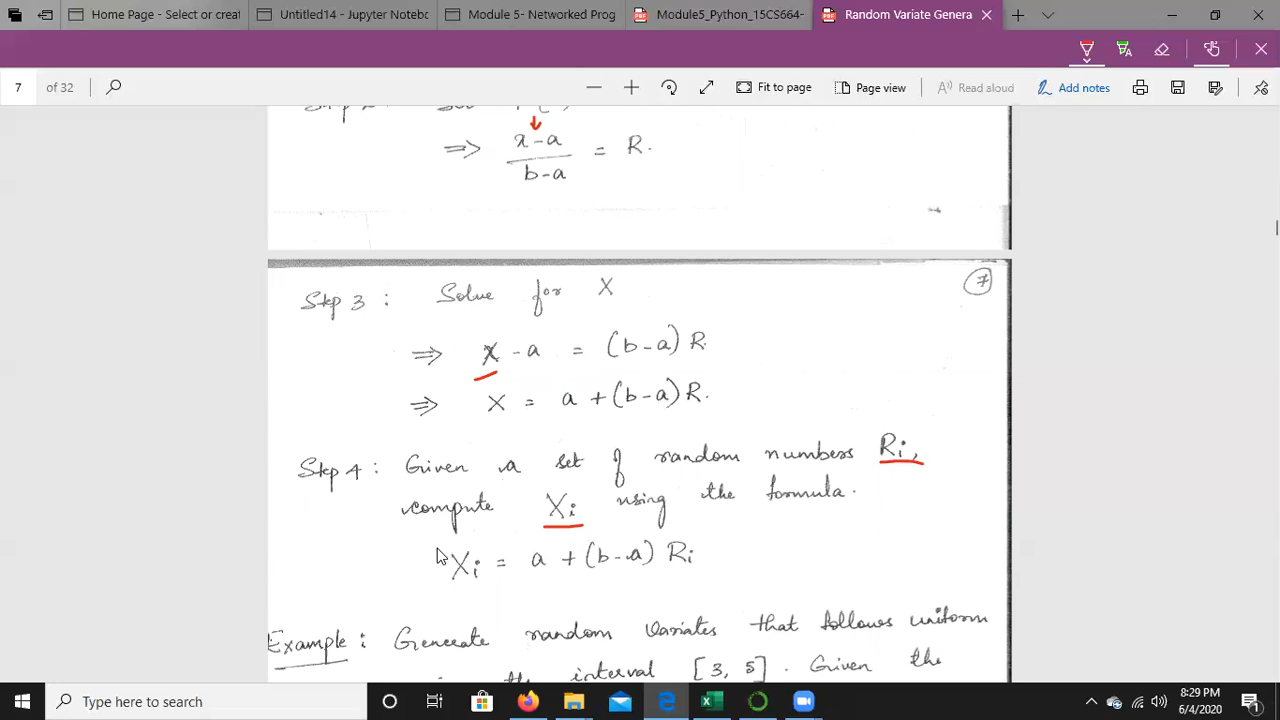 Home Page - Select or creat
Untitled14 - Jupyter Notebo
Module 5- Networked Prog
Module5_Python_15CS664-
Random Variate Genera
7 of 32
Fit to page
Page view
Read aloud
Add notes
x-a
⇒ ─── = R.
b-a
7
Step 3 : Solve for X
⇒ X - a = (b-a) R
⇒ X = a + (b-a) R.
Step 4 : Given a set of random numbers Ri,
compute Xi using the formula.
Xi = a + (b-a) Ri
Example : Generate random variates that follows uniform
the interval [3, 5]. Given the
Type here to search
8:29 PM
6/4/2020